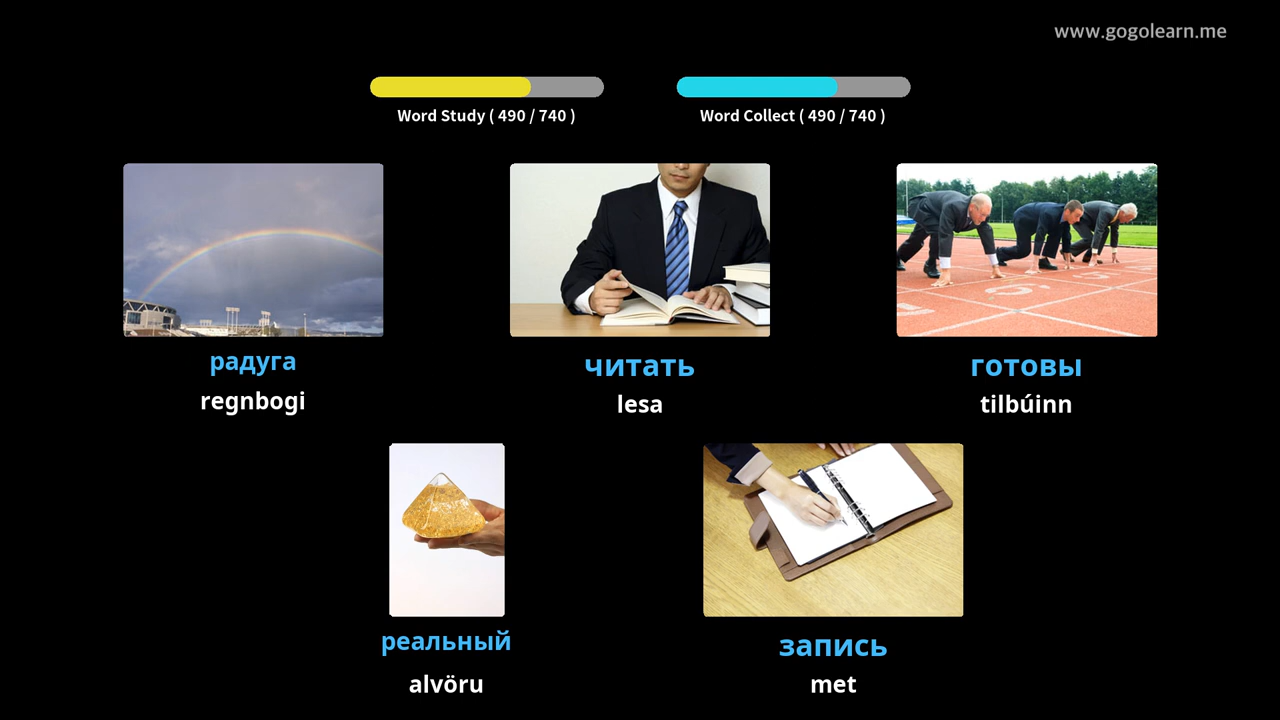 www.gogolearn.me
Word Study ( 490 / 740 )
Word Collect ( 490 / 740 )
радуга
regnbogi
читать
lesa
готовы
tilbúinn
реальный
alvöru
запись
met